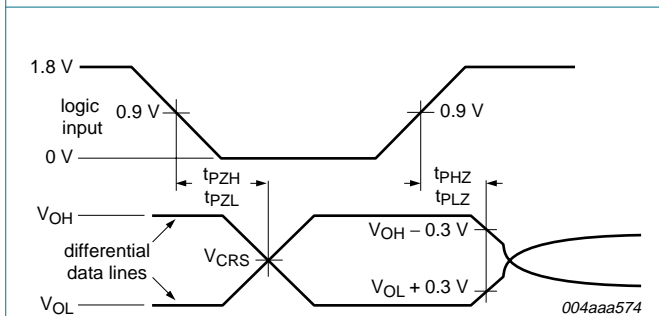 1.8 V
logic
input
0.9 V
0.9 V
0 V
tPZH
tPZL
tPHZ
tPLZ
VOH
VOH – 0.3 V
differential
data lines
VCRS
VOL + 0.3 V
VOL
004aaa574